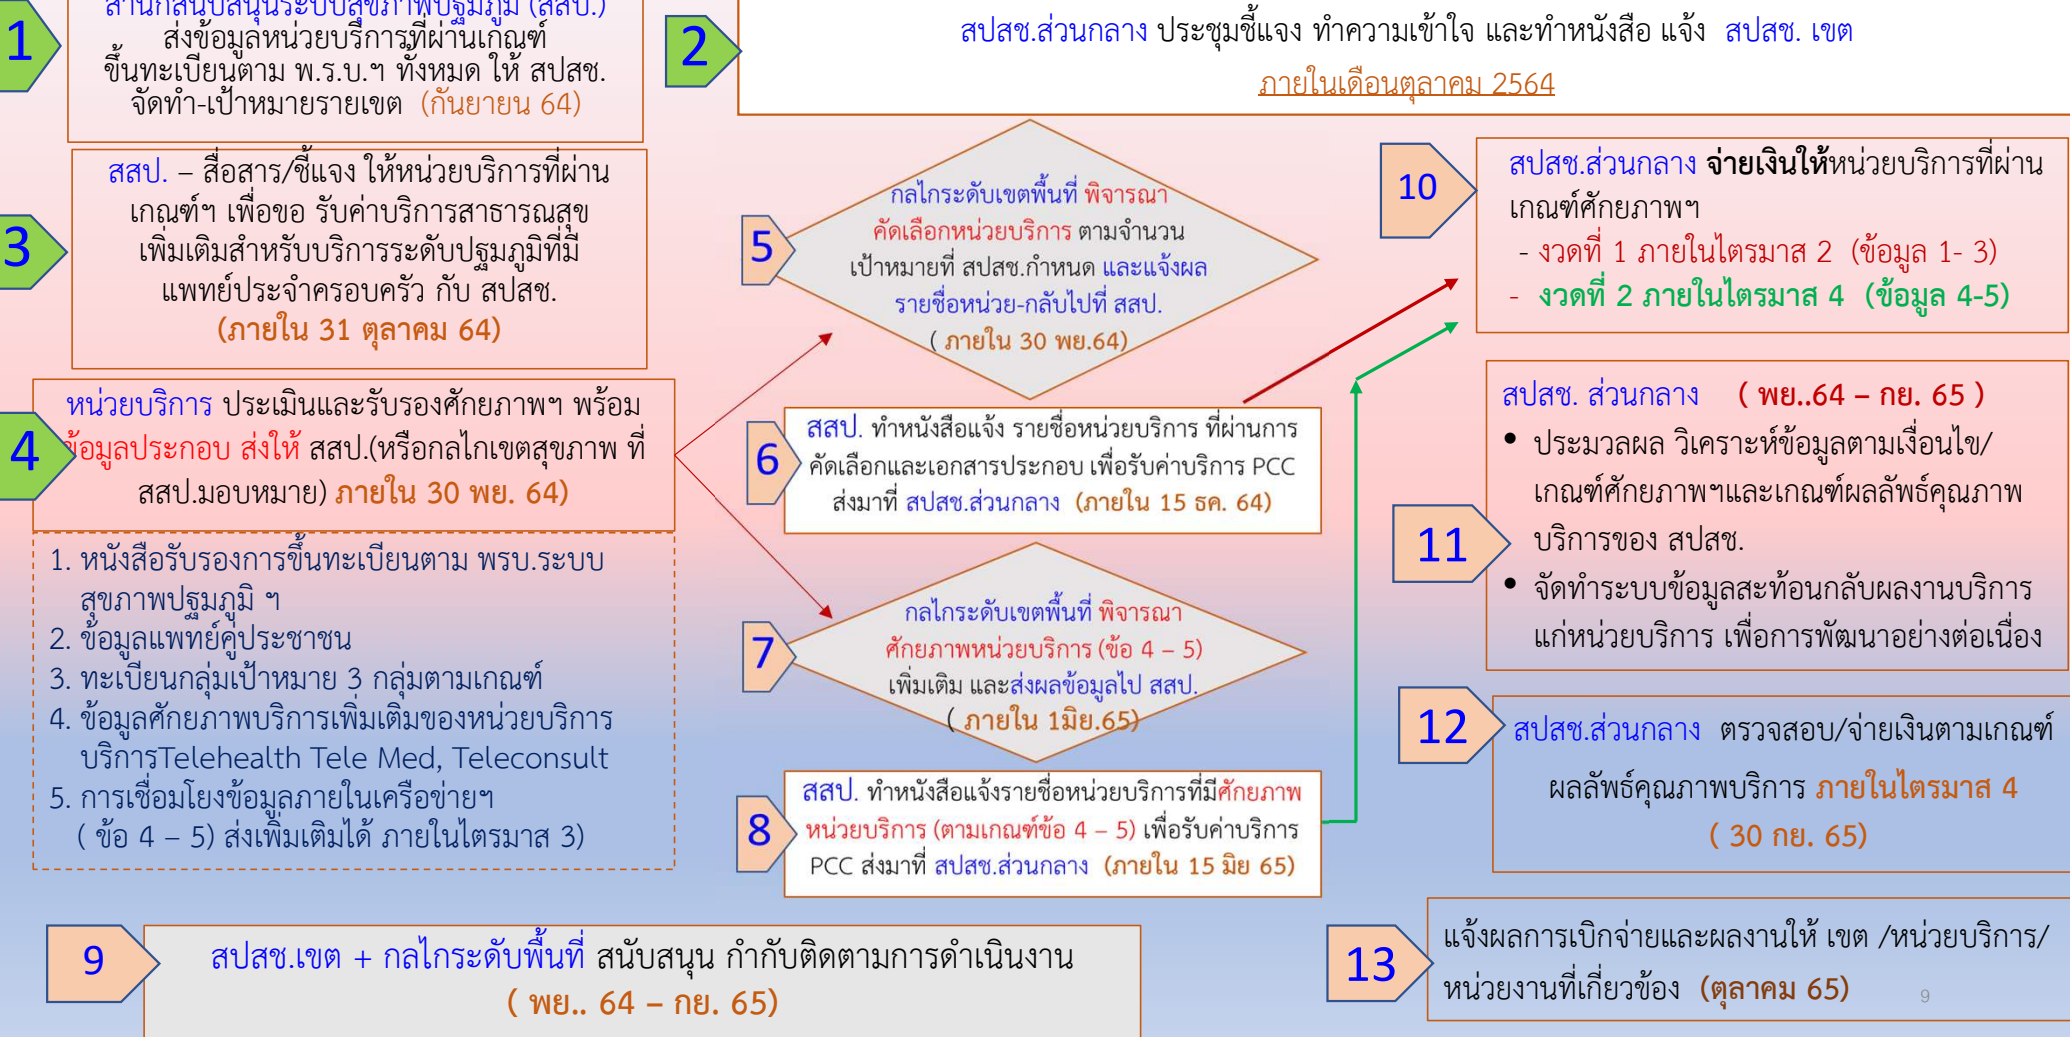 1
สำนักสนับสนุนระบบสุขภาพปฐมภูมิ (สสป.)
ส่งข้อมูลหน่วยบริการที่ผ่านเกณฑ์
ขึ้นทะเบียนตาม พ.ร.บ.ฯ ทั้งหมด ให้ สปสช.
จัดทำ-เป้าหมายรายเขต (กันยายน 64)
2
สปสช.ส่วนกลาง ประชุมชี้แจง ทำความเข้าใจ และทำหนังสือ แจ้ง สปสช. เขต
ภายในเดือนตุลาคม 2564
3
สสป. – สื่อสาร/ชี้แจง ให้หน่วยบริการที่ผ่าน
เกณฑ์ฯ เพื่อขอ รับค่าบริการสาธารณสุข
เพิ่มเติมสำหรับบริการระดับปฐมภูมิที่มี
แพทย์ประจำครอบครัว กับ สปสช.
(ภายใน 31 ตุลาคม 64)
4
หน่วยบริการ ประเมินและรับรองศักยภาพฯ พร้อม
ข้อมูลประกอบ ส่งให้ สสป.(หรือกลไกเขตสุขภาพ ที่
สสป.มอบหมาย) ภายใน 30 พย. 64)
1. หนังสือรับรองการขึ้นทะเบียนตาม พรบ.ระบบ
สุขภาพปฐมภูมิ ฯ
2. ข้อมูลแพทย์คู่ประชาชน
3. ทะเบียนกลุ่มเป้าหมาย 3 กลุ่มตามเกณฑ์
4. ข้อมูลศักยภาพบริการเพิ่มเติมของหน่วยบริการ
บริการTelehealth Tele Med, Teleconsult
5. การเชื่อมโยงข้อมูลภายในเครือข่ายฯ
( ข้อ 4 – 5) ส่งเพิ่มเติมได้ ภายในไตรมาส 3)
5
กลไกระดับเขตพื้นที่ พิจารณา
คัดเลือกหน่วยบริการ ตามจำนวน
เป้าหมายที่ สปสช.กำหนด และแจ้งผล
รายชื่อหน่วย-กลับไปที่ สสป.
( ภายใน 30 พย.64)
6
สสป. ทำหนังสือแจ้ง รายชื่อหน่วยบริการ ที่ผ่านการ
คัดเลือกและเอกสารประกอบ เพื่อรับค่าบริการ PCC
ส่งมาที่ สปสช.ส่วนกลาง (ภายใน 15 ธค. 64)
7
กลไกระดับเขตพื้นที่ พิจารณา
ศักยภาพหน่วยบริการ (ข้อ 4 – 5)
เพิ่มเติม และส่งผลข้อมูลไป สสป.
( ภายใน 1มิย.65)
8
สสป. ทำหนังสือแจ้งรายชื่อหน่วยบริการที่มีศักยภาพ
หน่วยบริการ (ตามเกณฑ์ข้อ 4 – 5) เพื่อรับค่าบริการ
PCC ส่งมาที่ สปสช.ส่วนกลาง (ภายใน 15 มิย 65)
9
สปสช.เขต + กลไกระดับพื้นที่ สนับสนุน กำกับติดตามการดำเนินงาน
( พย.. 64 – กย. 65)
10
สปสช.ส่วนกลาง จ่ายเงินให้หน่วยบริการที่ผ่าน
เกณฑ์ศักยภาพฯ
- งวดที่ 1 ภายในไตรมาส 2 (ข้อมูล 1- 3)
- งวดที่ 2 ภายในไตรมาส 4 (ข้อมูล 4-5)
11
สปสช. ส่วนกลาง ( พย..64 – กย. 65 )
• ประมวลผล วิเคราะห์ข้อมูลตามเงื่อนไข/
เกณฑ์ศักยภาพฯและเกณฑ์ผลลัพธ์คุณภาพ
บริการของ สปสช.
• จัดทำระบบข้อมูลสะท้อนกลับผลงานบริการ
แก่หน่วยบริการ เพื่อการพัฒนาอย่างต่อเนื่อง
12
สปสช.ส่วนกลาง ตรวจสอบ/จ่ายเงินตามเกณฑ์
ผลลัพธ์คุณภาพบริการ ภายในไตรมาส 4
( 30 กย. 65)
13
แจ้งผลการเบิกจ่ายและผลงานให้ เขต /หน่วยบริการ/
หน่วยงานที่เกี่ยวข้อง (ตุลาคม 65)
9